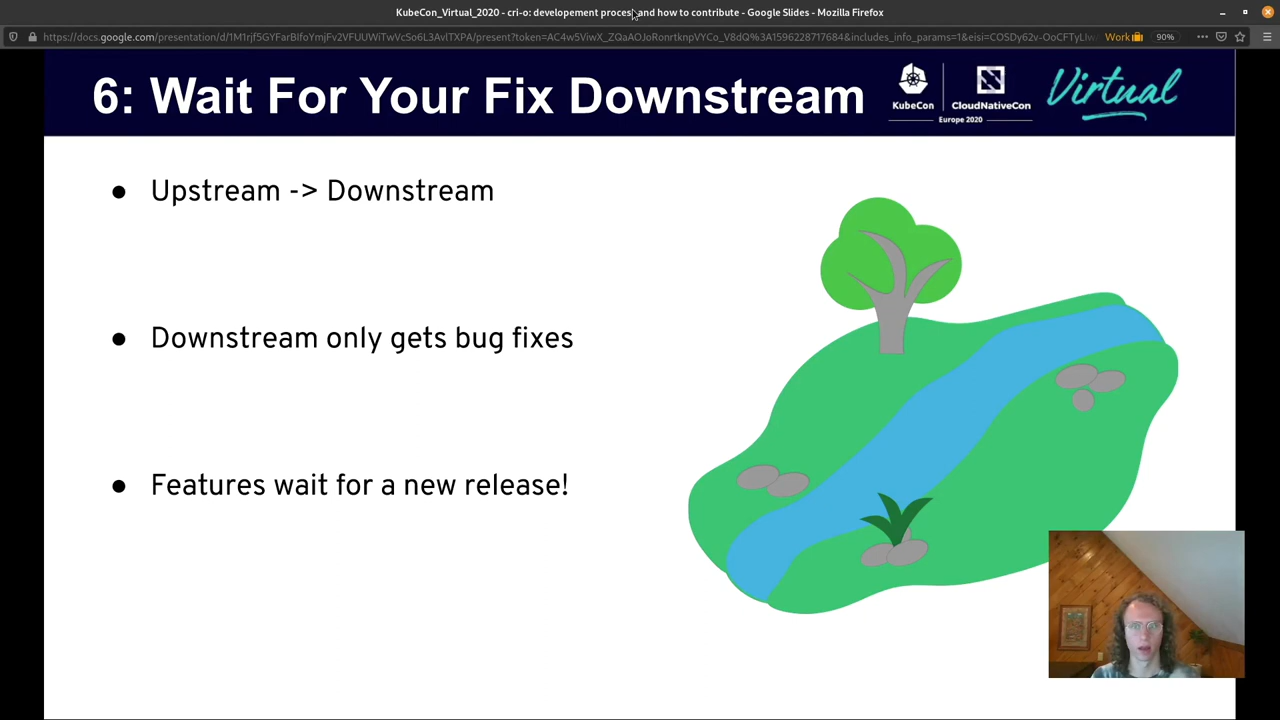 KubeCon_Virtual_2020 - cri-o: developement process and how to contribute - Google Slides - Mozilla Firefox
Work
90%
6: Wait For Your Fix Downstream
KubeCon
CloudNativeCon
Europe 2020
Virtual
● Upstream -> Downstream
● Downstream only gets bug fixes
● Features wait for a new release!